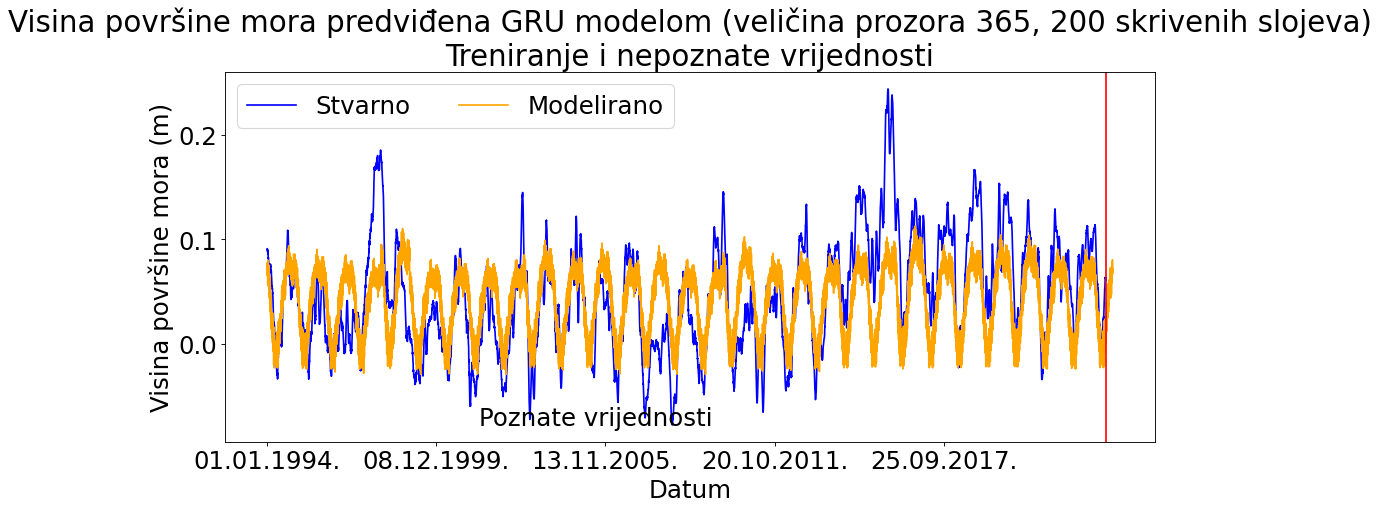 Visina površine mora predviđena GRU modelom (veličina prozora 365, 200 skrivenih slojeva)
Treniranje i nepoznate vrijednosti
Stvarno
Modelirano
Visina površine mora (m)
0.2
0.1
0.0
Poznate vrijednosti
01.01.1994.
08.12.1999.
13.11.2005.
20.10.2011.
25.09.2017.
Datum